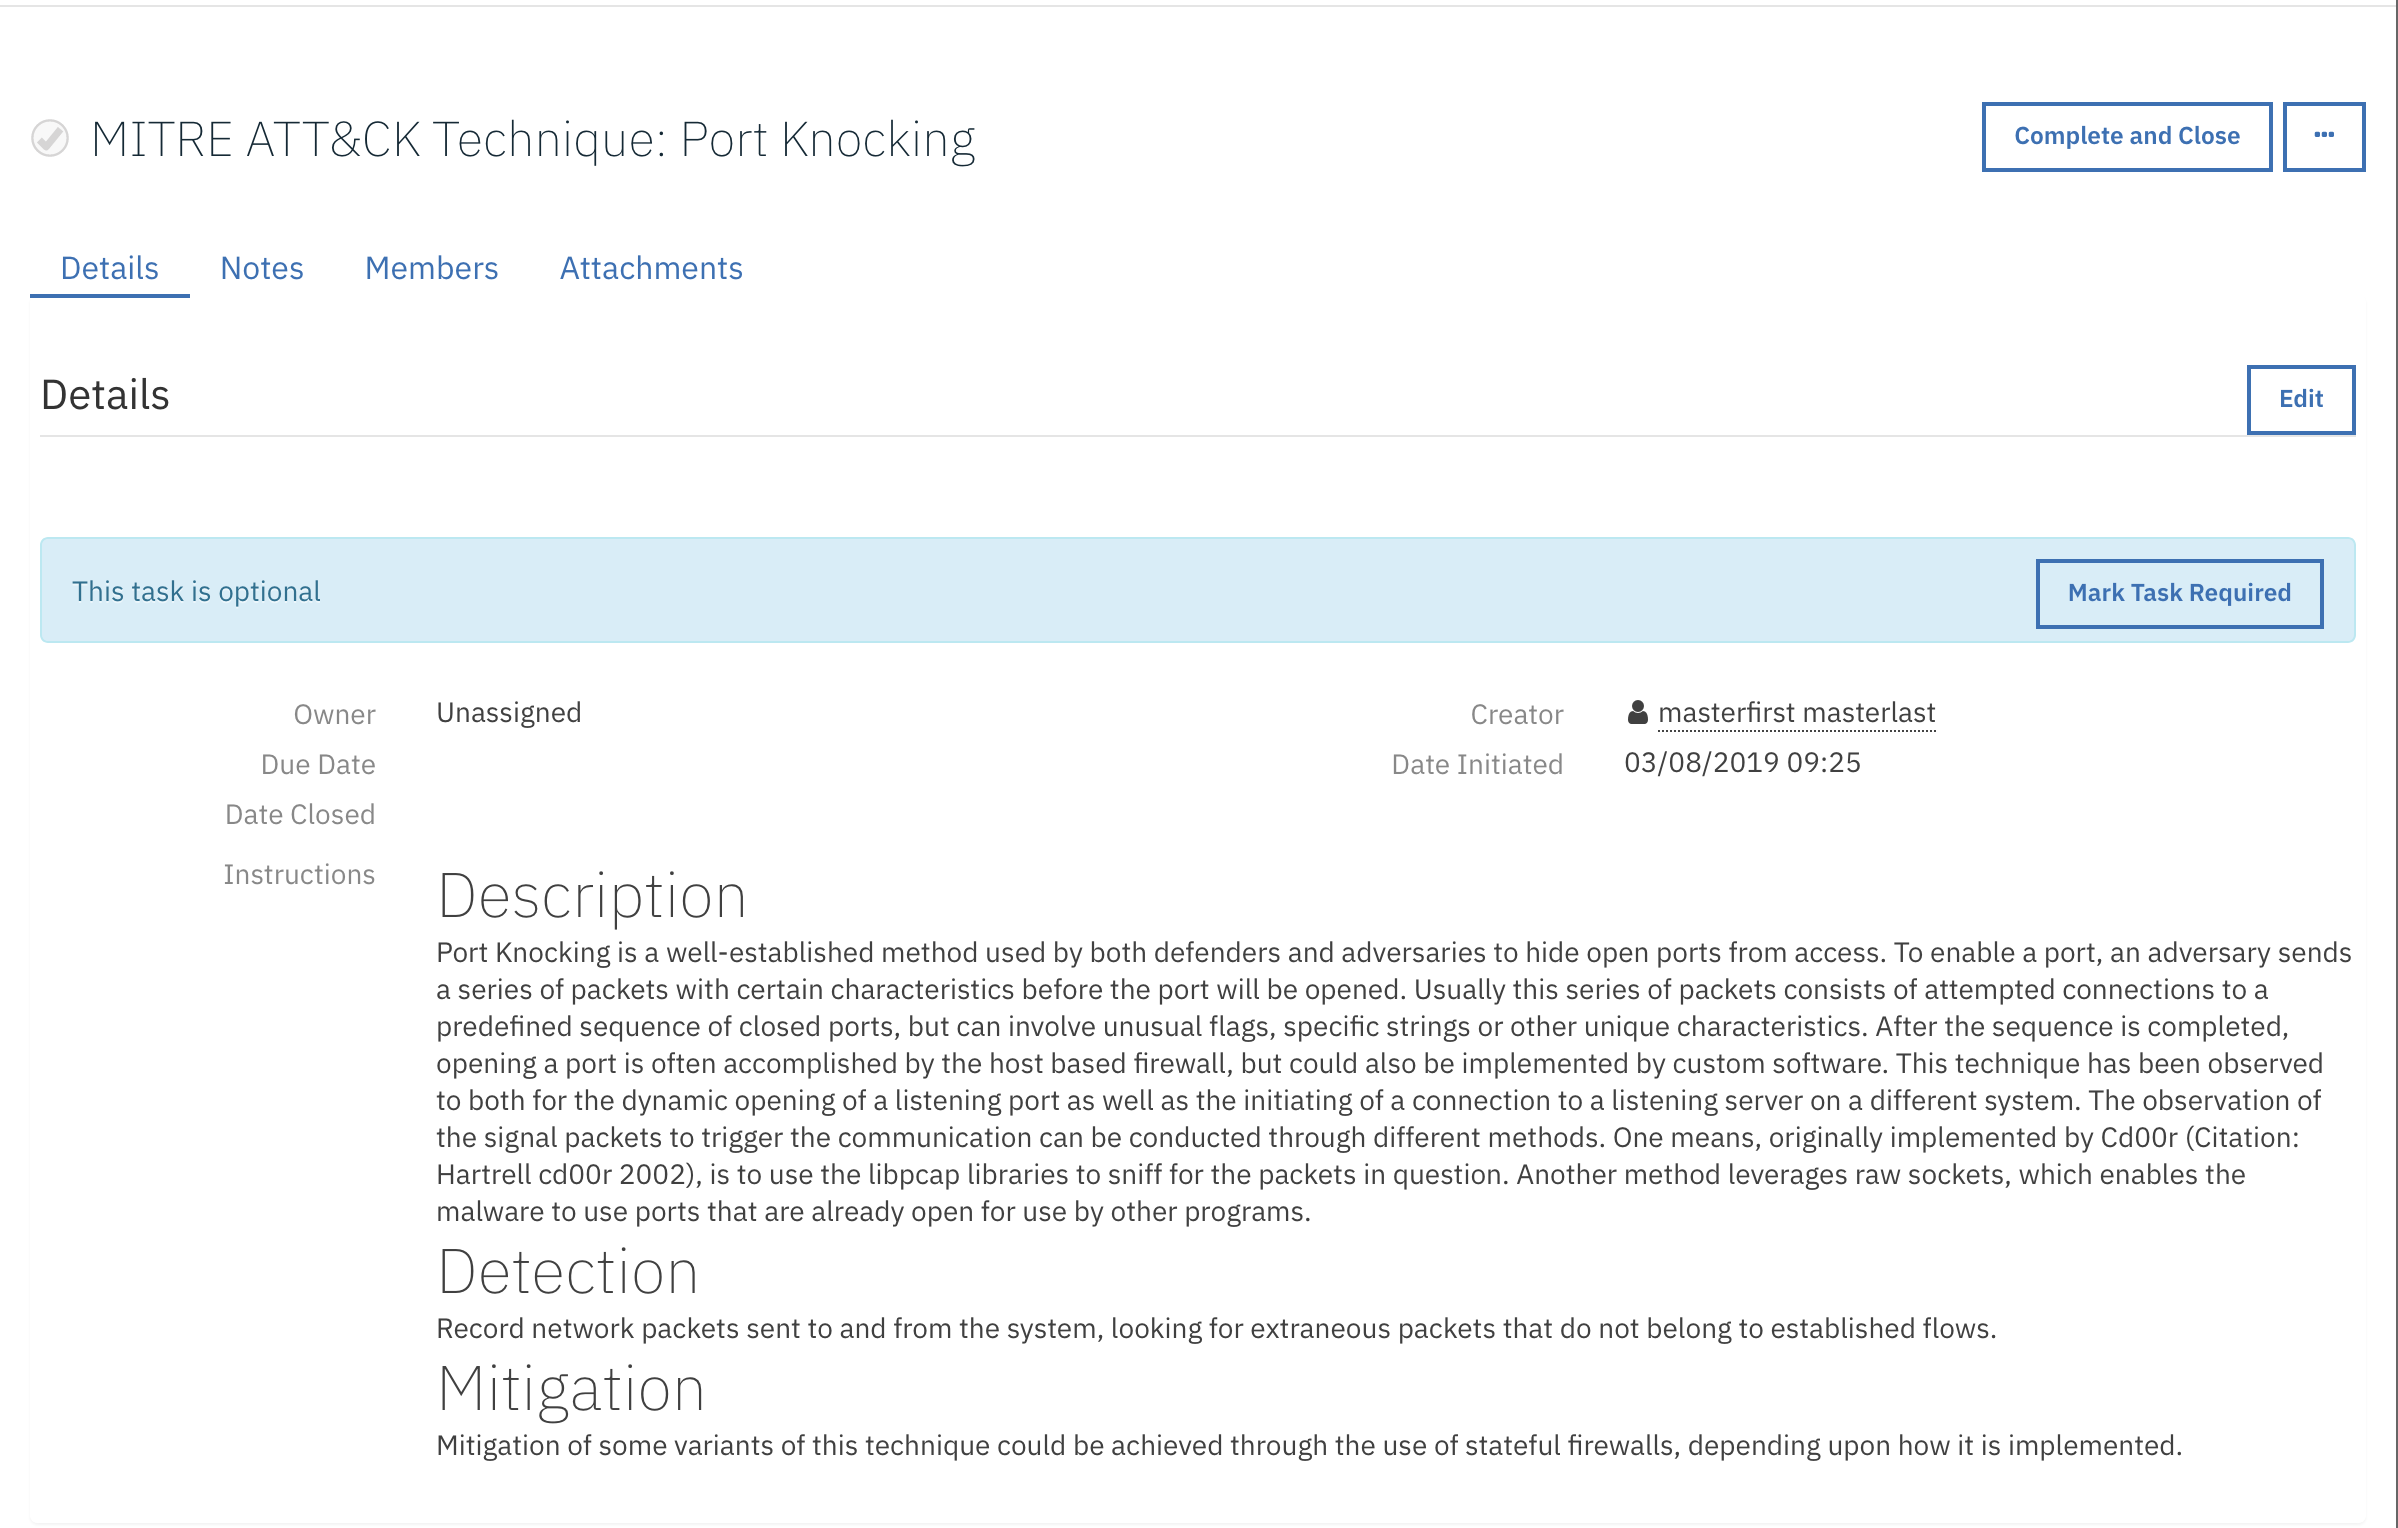 MITRE ATT&CK Technique: Port Knocking
Complete and Close
···
Details Notes Members Attachments
Details
Edit
This task is optional
Mark Task Required
Owner Unassigned Creator masterfirst masterlast
Due Date Date Initiated 03/08/2019 09:25
Date Closed
Instructions
Description
Port Knocking is a well-established method used by both defenders and adversaries to hide open ports from access. To enable a port, an adversary sends
a series of packets with certain characteristics before the port will be opened. Usually this series of packets consists of attempted connections to a
predefined sequence of closed ports, but can involve unusual flags, specific strings or other unique characteristics. After the sequence is completed,
opening a port is often accomplished by the host based firewall, but could also be implemented by custom software. This technique has been observed
to both for the dynamic opening of a listening port as well as the initiating of a connection to a listening server on a different system. The observation of
the signal packets to trigger the communication can be conducted through different methods. One means, originally implemented by Cd00r (Citation:
Hartrell cd00r 2002), is to use the libpcap libraries to sniff for the packets in question. Another method leverages raw sockets, which enables the
malware to use ports that are already open for use by other programs.
Detection
Record network packets sent to and from the system, looking for extraneous packets that do not belong to established flows.
Mitigation
Mitigation of some variants of this technique could be achieved through the use of stateful firewalls, depending upon how it is implemented.